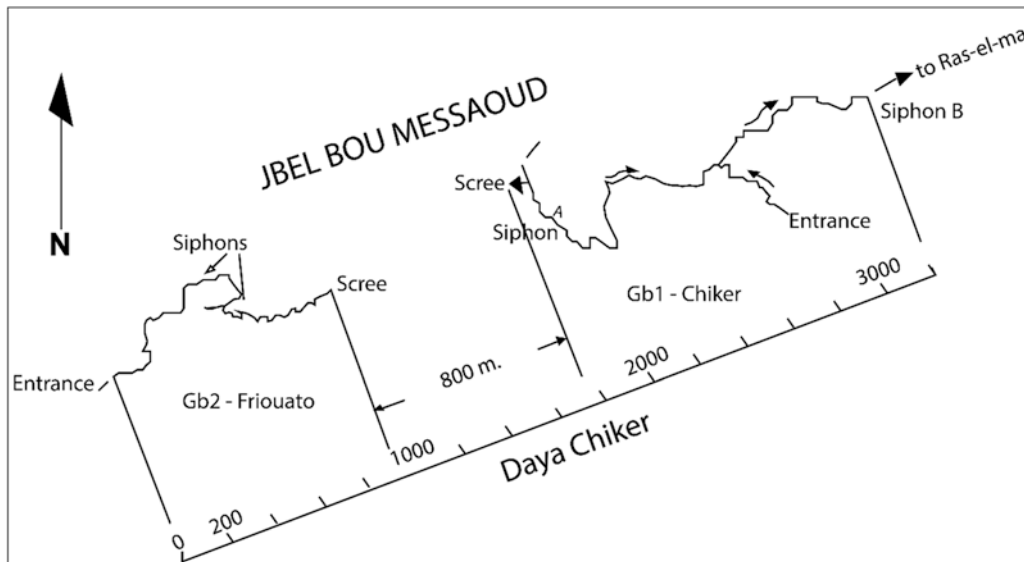 to Ras-el-ma
JBEL BOU MESSAOUD
Siphon B
Scree
A
Siphon
Entrance
N
Siphons
Scree
3000
Gb1 - Chiker
800 m.
2000
Entrance
Gb2 - Friouato
1000
Daya Chiker
200
0